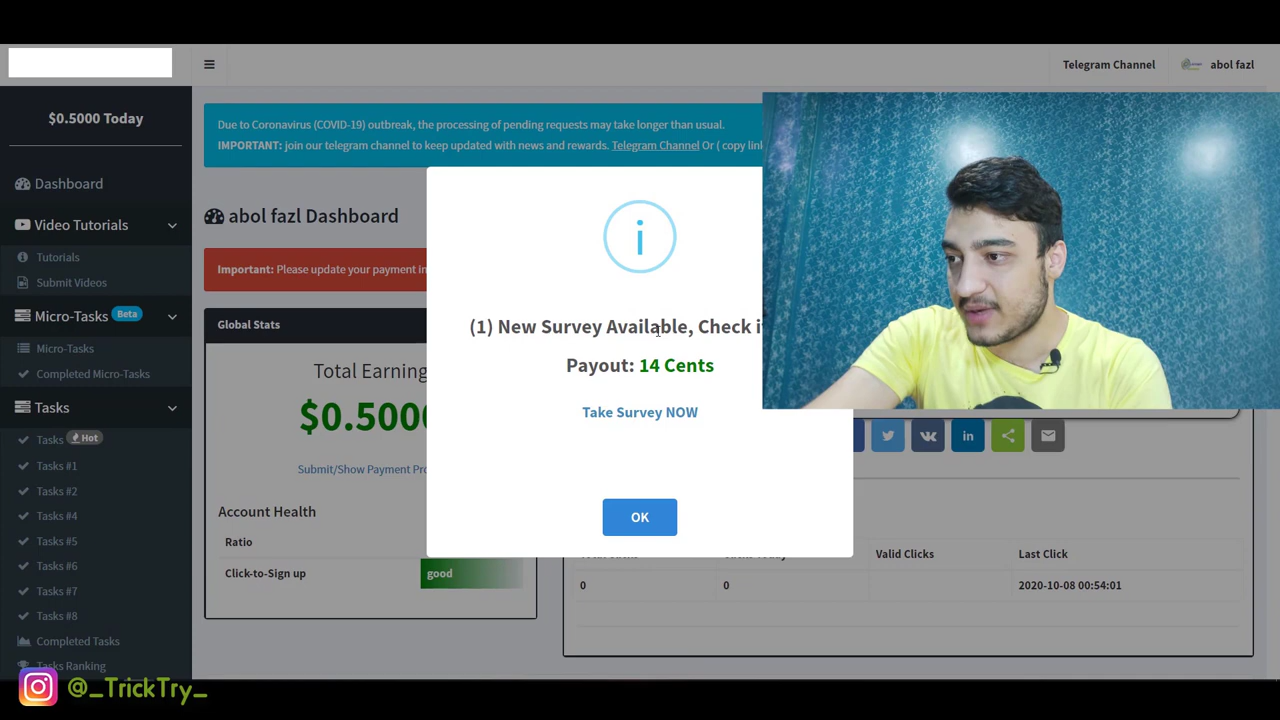 Telegram Channel
abol fazl
$0.5000 Today
Dashboard
Video Tutorials
Tutorials
Submit Videos
Micro-Tasks Beta
Micro-Tasks
Completed Micro-Tasks
Tasks
Tasks Hot
Tasks #1
Tasks #2
Tasks #4
Tasks #5
Tasks #6
Tasks #7
Tasks #8
Completed Tasks
Tasks Ranking
Due to Coronavirus (COVID-19) outbreak, the processing of pending requests may take longer than usual.
IMPORTANT: join our telegram channel to keep updated with news and rewards. Telegram Channel Or ( copy link
abol fazl Dashboard
Important: Please update your payment
Global Stats
Total Earning
$0.5000
Submit/Show Payment
Account Health
Ratio
Click-to-Sign up
good
i
(1) New Survey Available, Check
Payout: 14 Cents
Take Survey NOW
OK
in
Valid Clicks
Last Click
0
0
2020-10-08 00:54:01
@_TrickTry_